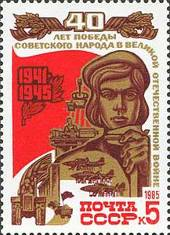 40
ЛЕТ ПОБЕДЫ
СОВЕТСКОГО НАРОДА В ВЕЛИКОЙ ОТЕЧЕСТВЕННОЙ ВОЙНЕ
1941
1945
1985
ПОЧТА
СССР К 5